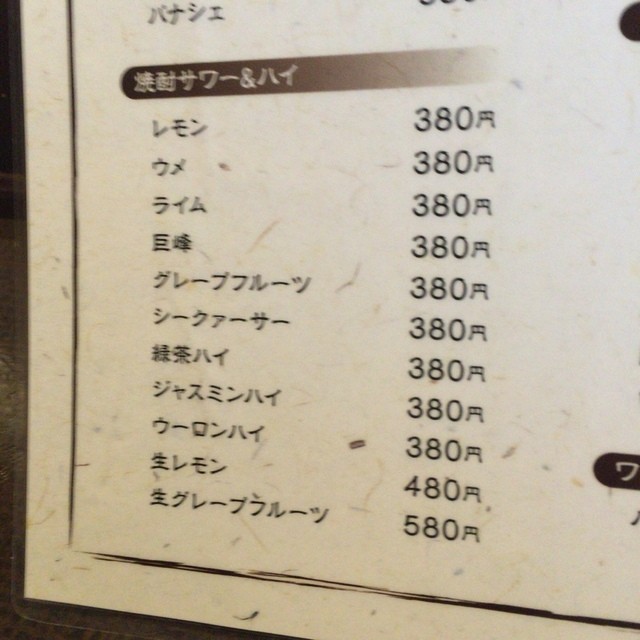 パナシェ
焼酎サワー&ハイ
レモン 380円
ウメ 380円
ライム 380円
巨峰 380円
グレープフルーツ 380円
シークァーサー 380円
緑茶ハイ 380円
ジャスミンハイ 380円
ウーロンハイ 380円
生レモン 480円
生グレープフルーツ 580円
ワ